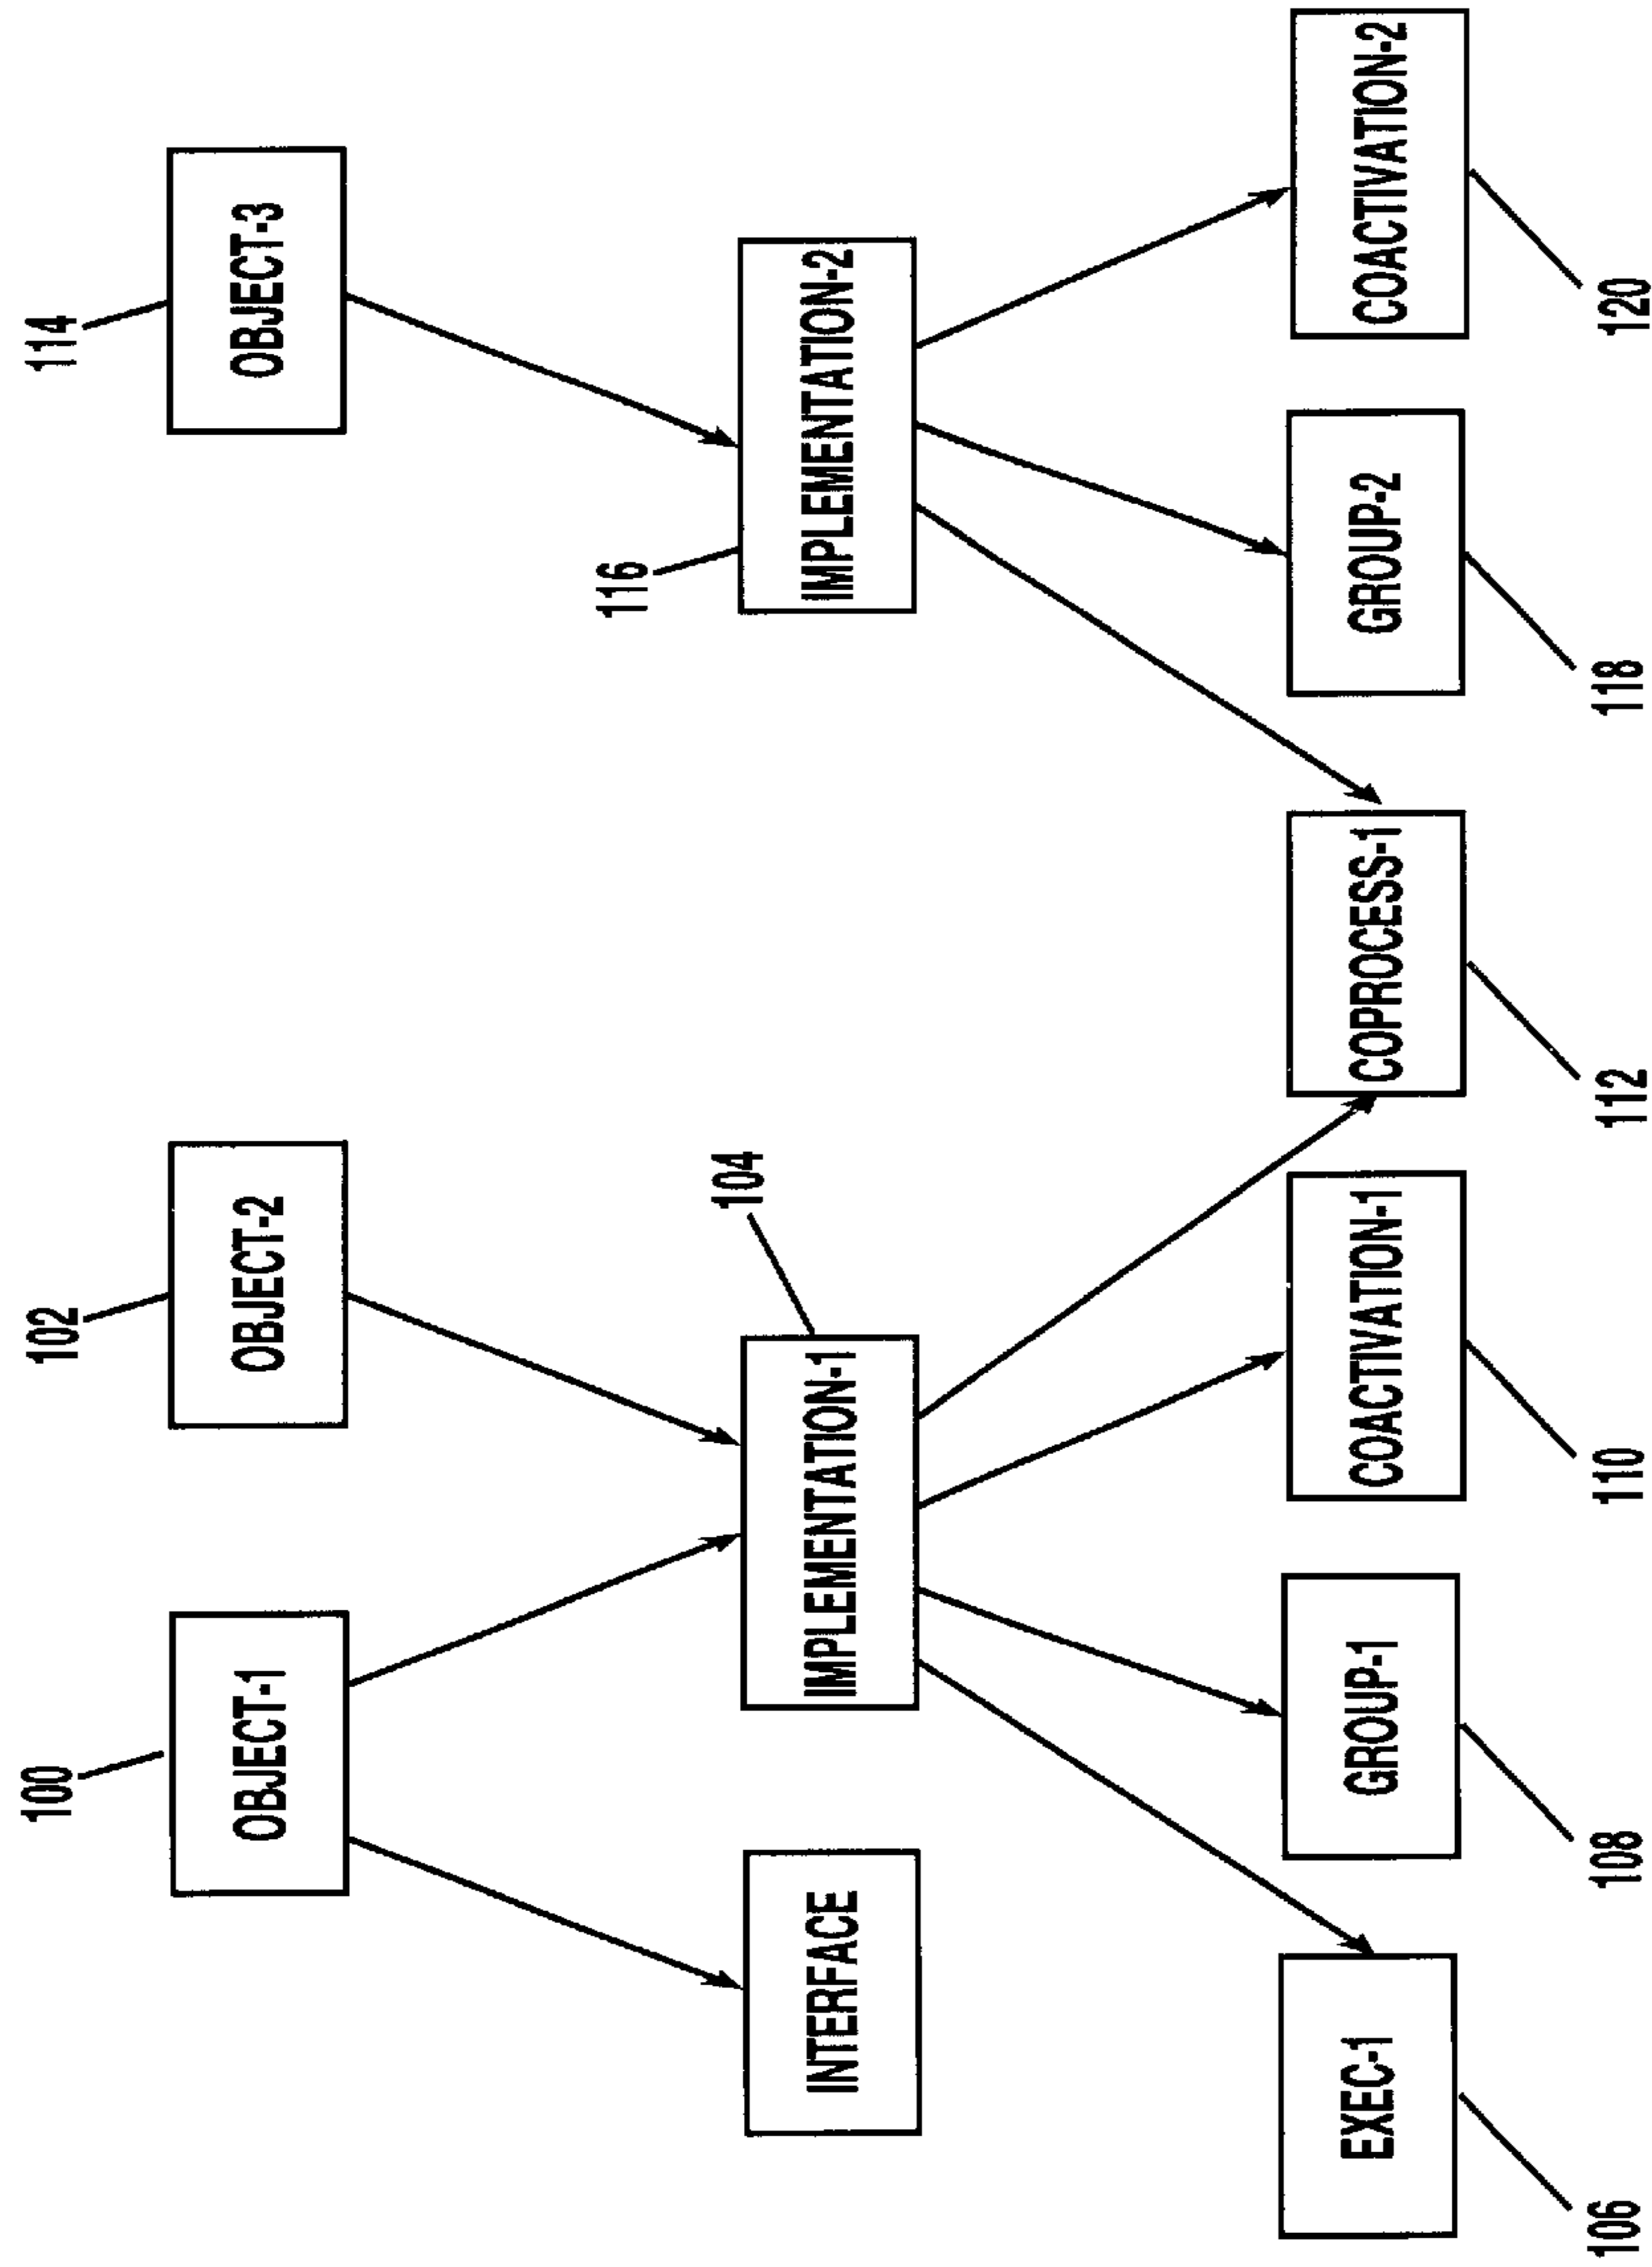 100
102
114
OBJECT-1
OBJECT-2
OBJECT-3
104
116
INTERFACE
IMPLEMENTATION-1
IMPLEMENTATION-2
EXEC-1
GROUP-1
COACTIVATION-1
COPROCESS-1
GROUP-2
COACTIVATION-2
106
108
110
112
118
120